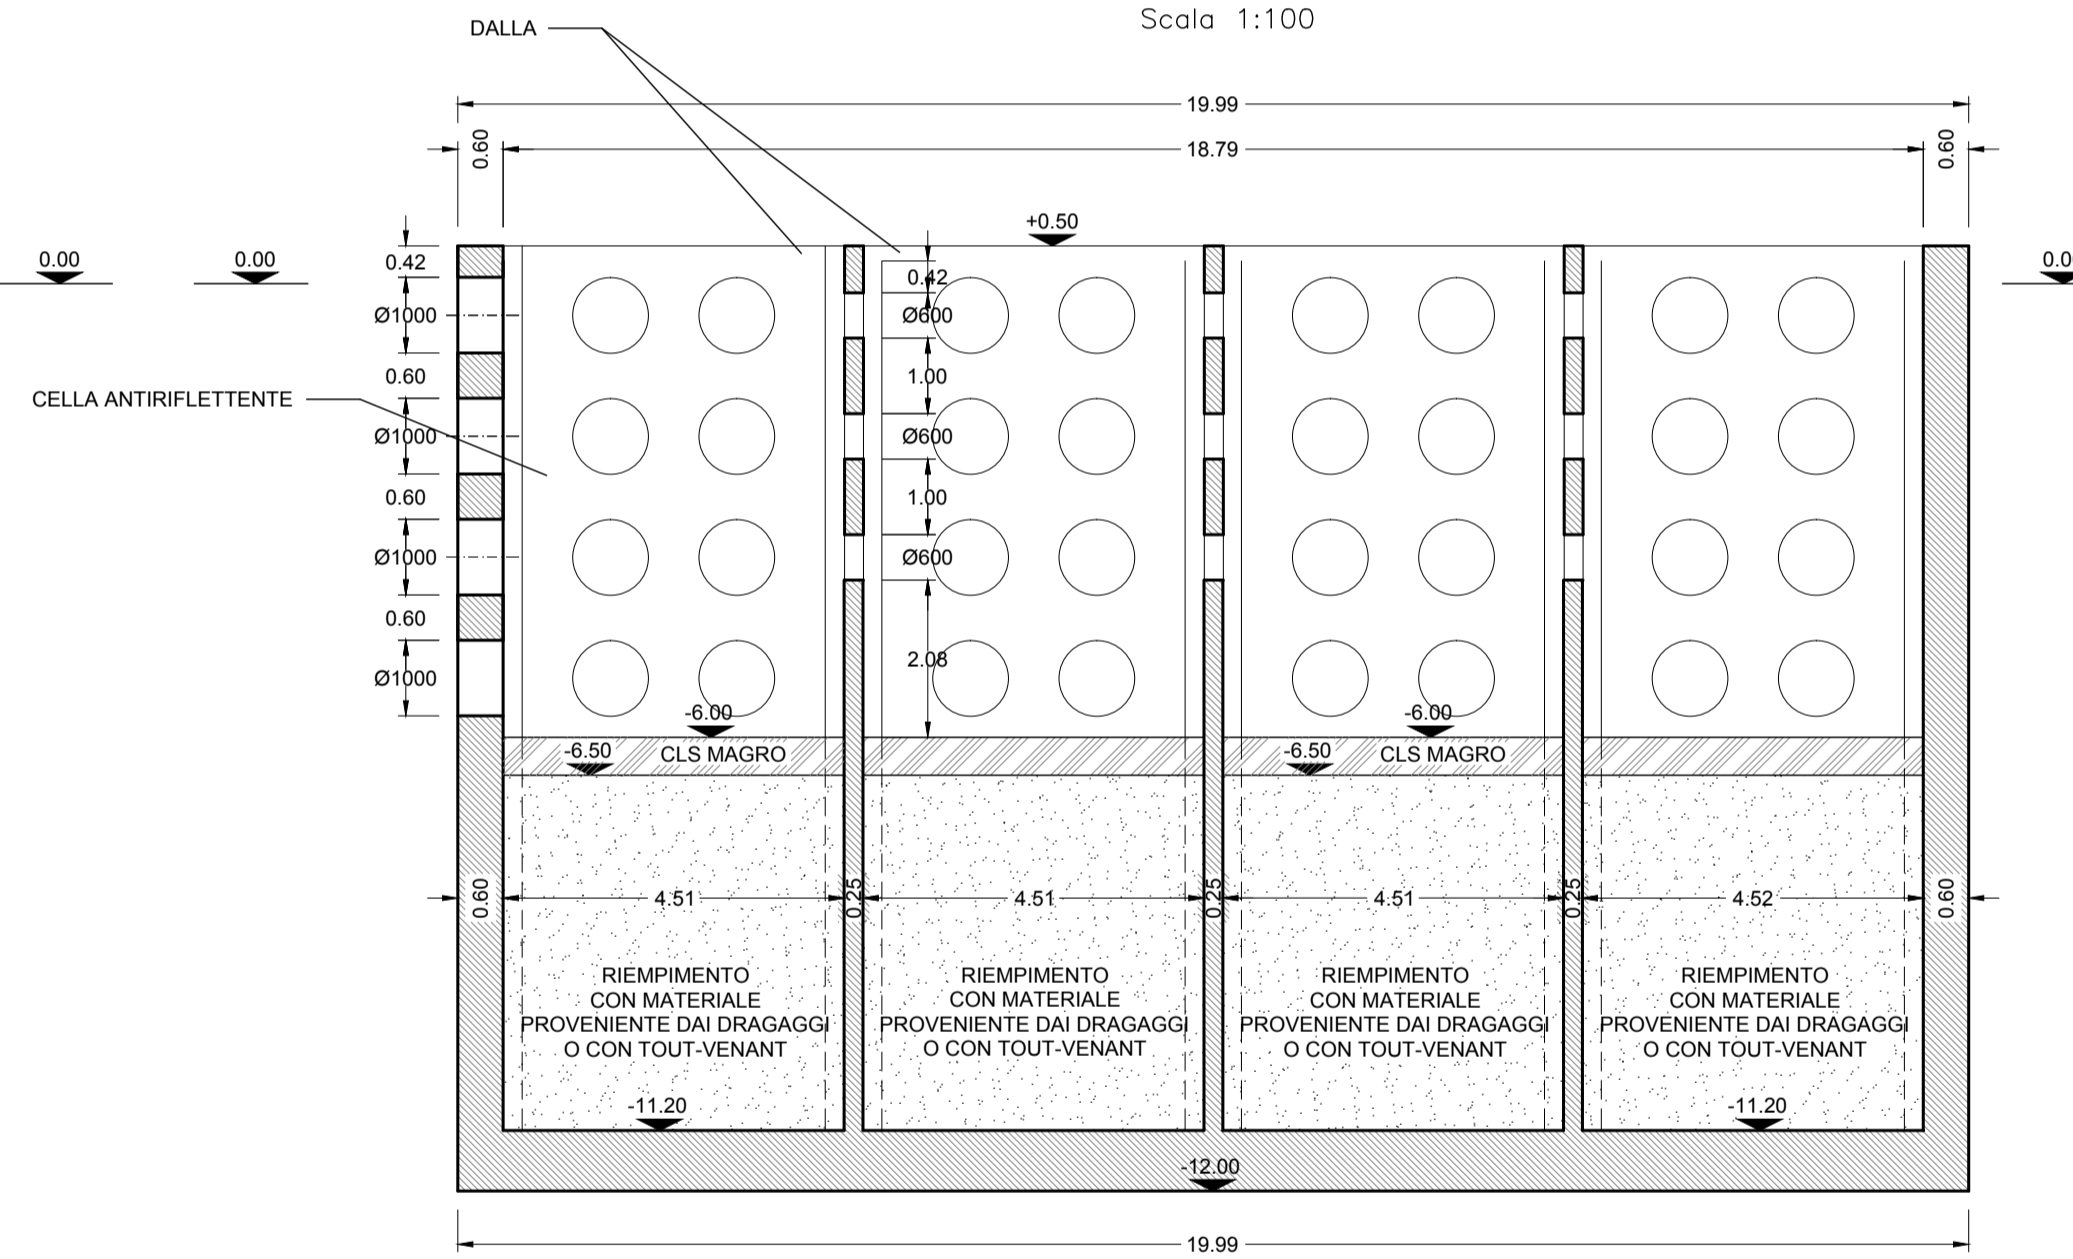 Scala 1:100
DALLA
19.99
0.60
18.79
0.60
+0.50
0.00
0.00
0.0
0.42
0.42
Ø1000
Ø600
0.60
1.00
CELLA ANTIRIFLETTENTE
Ø1000
Ø600
0.60
1.00
Ø1000
Ø600
0.60
2.08
Ø1000
-6.00
-6.00
-6.50
CLS MAGRO
-6.50
CLS MAGRO
0.60
4.51
0.25
4.51
0.25
4.51
0.25
4.52
0.60
RIEMPIMENTO
CON MATERIALE
PROVENIENTE DAI DRAGAGGI
O CON TOUT-VENANT
RIEMPIMENTO
CON MATERIALE
PROVENIENTE DAI DRAGAGGI
O CON TOUT-VENANT
RIEMPIMENTO
CON MATERIALE
PROVENIENTE DAI DRAGAGGI
O CON TOUT-VENANT
RIEMPIMENTO
CON MATERIALE
PROVENIENTE DAI DRAGAGGI
O CON TOUT-VENANT
-11.20
-11.20
-12.00
19.99